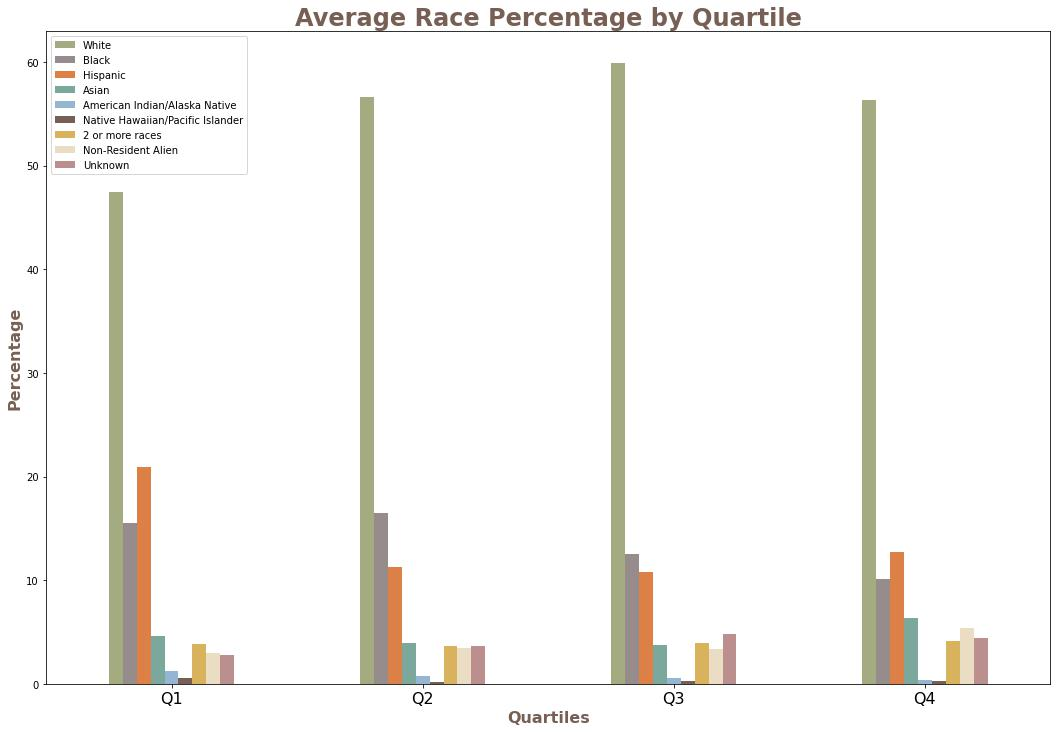 Average Race Percentage by Quartile
White
Black
Hispanic
Asian
American Indian/Alaska Native
Native Hawaiian/Pacific Islander
2 or more races
Non-Resident Alien
Unknown
60
50
40
30
20
10
0
Percentage
Q1 Q2 Q3 Q4
Quartiles